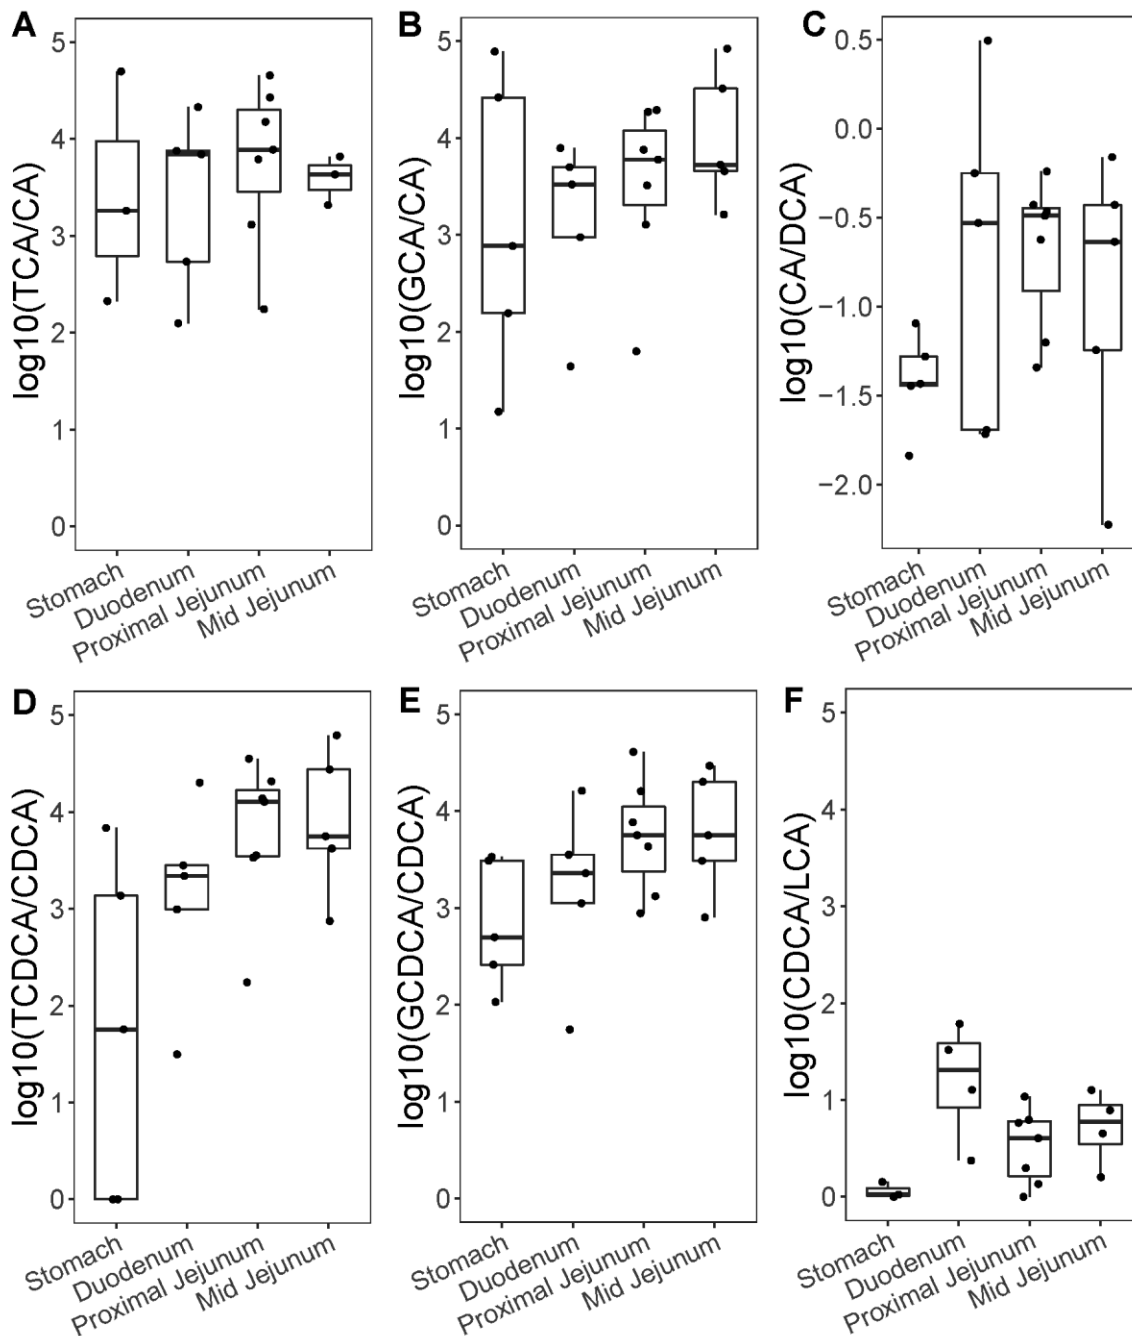 A
log10(TCA/CA)
5
4
3
2
1
0
Stomach
Duodenum
Proximal Jejunum
Mid Jejunum
B
log10(GCA/CA)
5
4
3
2
1
0
Stomach
Duodenum
Proximal Jejunum
Mid Jejunum
C
log10(CA/DCA)
0.5
0.0
−0.5
−1.0
−1.5
−2.0
Stomach
Duodenum
Proximal Jejunum
Mid Jejunum
D
log10(TCDCA/CDCA)
5
4
3
2
1
0
Stomach
Duodenum
Proximal Jejunum
Mid Jejunum
E
log10(GCDCA/CDCA)
5
4
3
2
1
0
Stomach
Duodenum
Proximal Jejunum
Mid Jejunum
F
log10(CDCA/LCA)
5
4
3
2
1
0
Stomach
Duodenum
Proximal Jejunum
Mid Jejunum